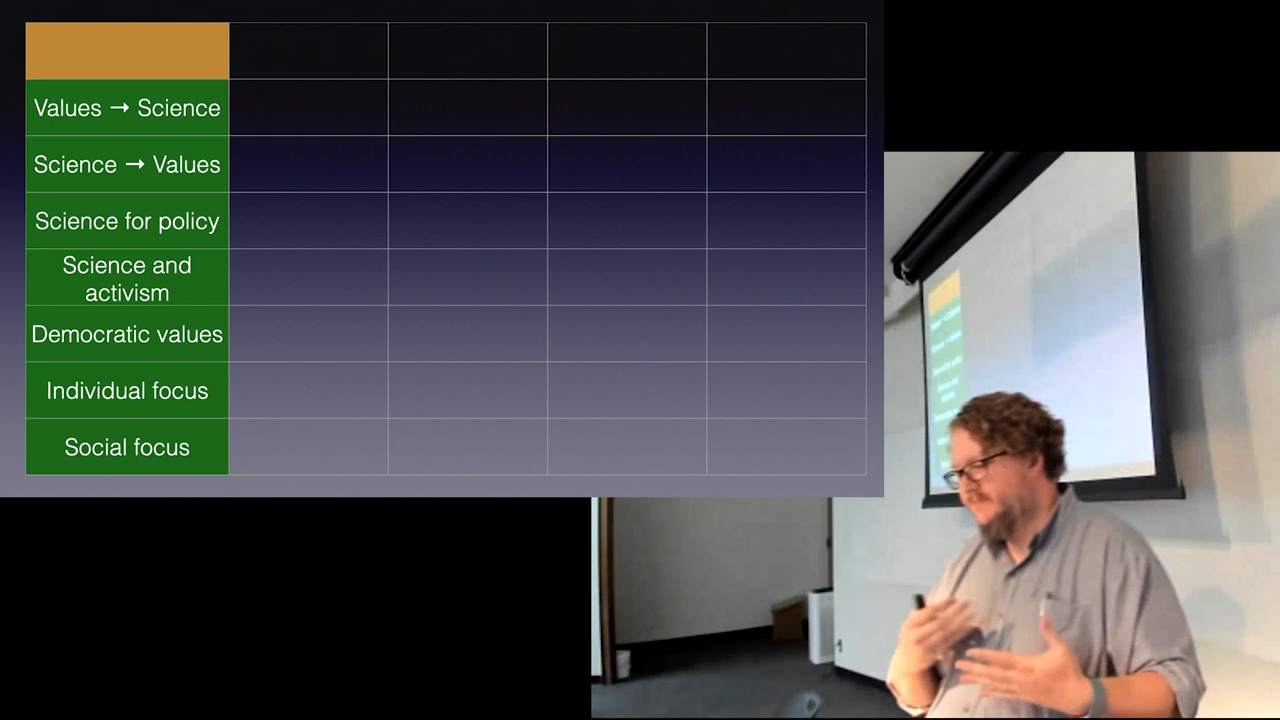 Values → Science
Science → Values
Science for policy
Science and
activism
Democratic values
Individual focus
Social focus